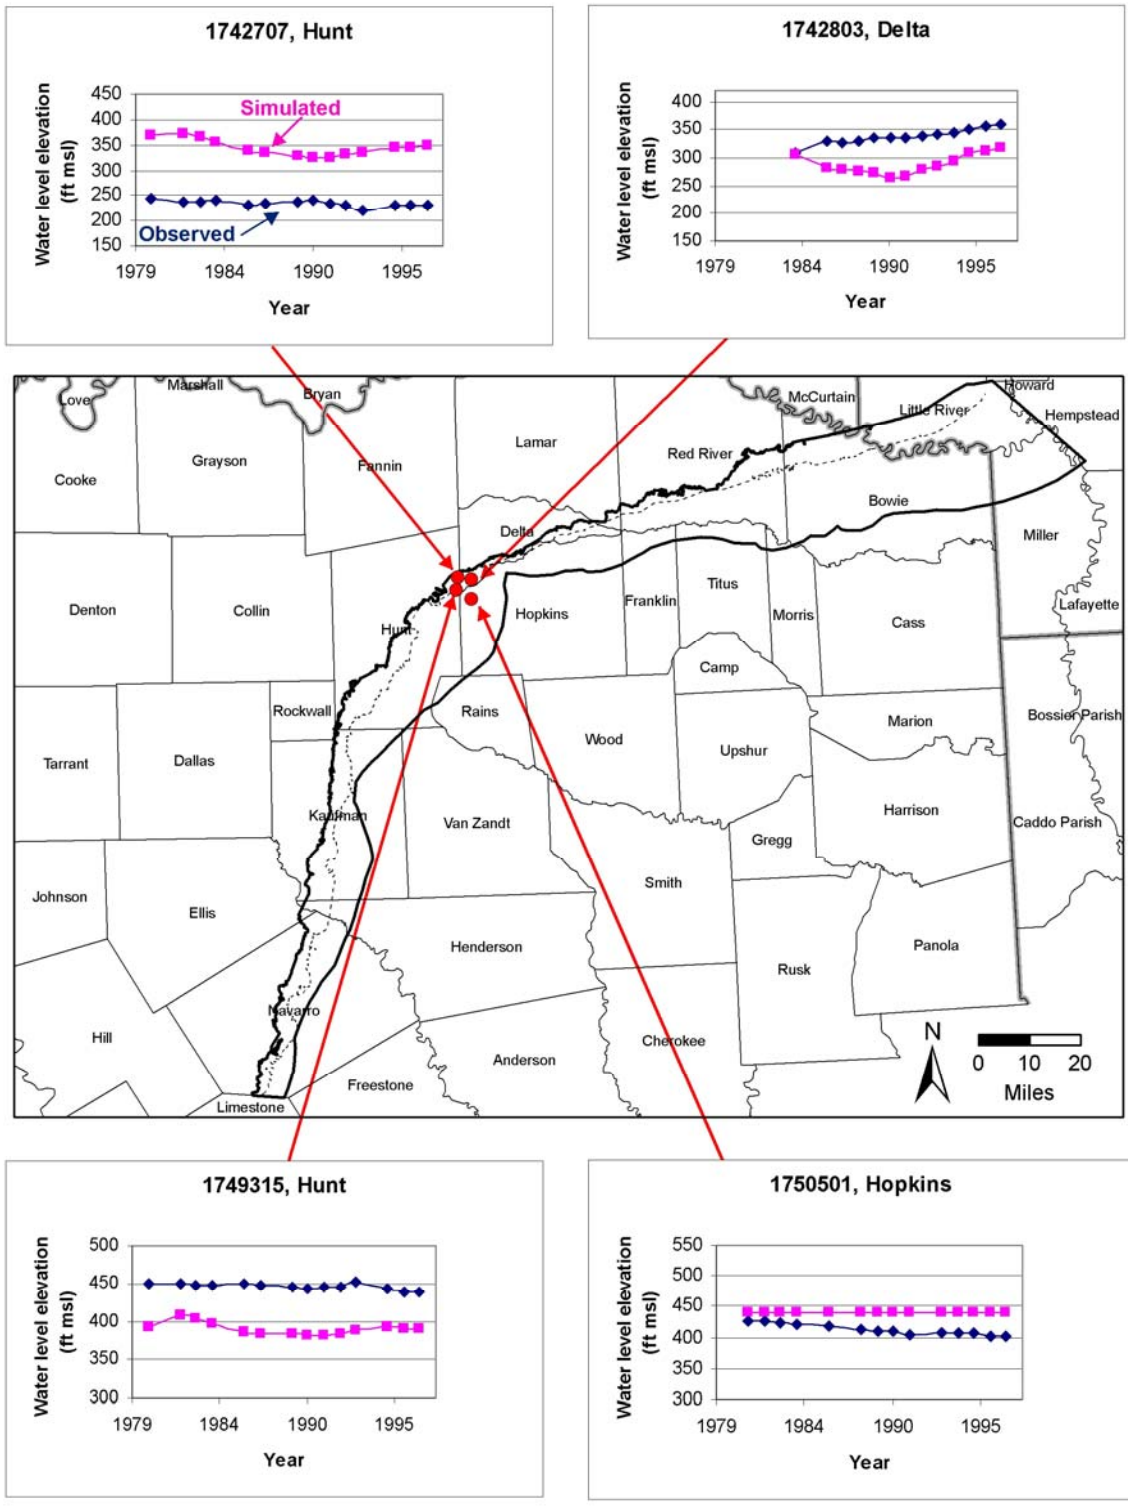 1742707, Hunt
Water level elevation
(ft msl)
450
400
350
300
250
200
150
Simulated
Observed
1979
1984
1990
1995
Year
1742803, Delta
Water level elevation
(ft msl)
400
350
300
250
200
150
1979
1984
1990
1995
Year
Love
Marshall
Bryan
McCurtain
Little River
Howard
Hempstead
Cooke
Grayson
Fannin
Lamar
Red River
Bowie
Miller
Delta
Denton
Collin
Hunt
Hopkins
Franklin
Titus
Morris
Cass
Lafayette
Camp
Rockwall
Rains
Wood
Upshur
Marion
Bossier Parish
Tarrant
Dallas
Kaufman
Van Zandt
Gregg
Harrison
Caddo Parish
Johnson
Ellis
Smith
Henderson
Rusk
Panola
Navarro
Hill
Anderson
Cherokee
Freestone
Limestone
N
0 10 20
Miles
1749315, Hunt
Water level elevation
(ft msl)
500
450
400
350
300
1979
1984
1990
1995
Year
1750501, Hopkins
Water level elevation
(ft msl)
550
500
450
400
350
300
1979
1984
1990
1995
Year